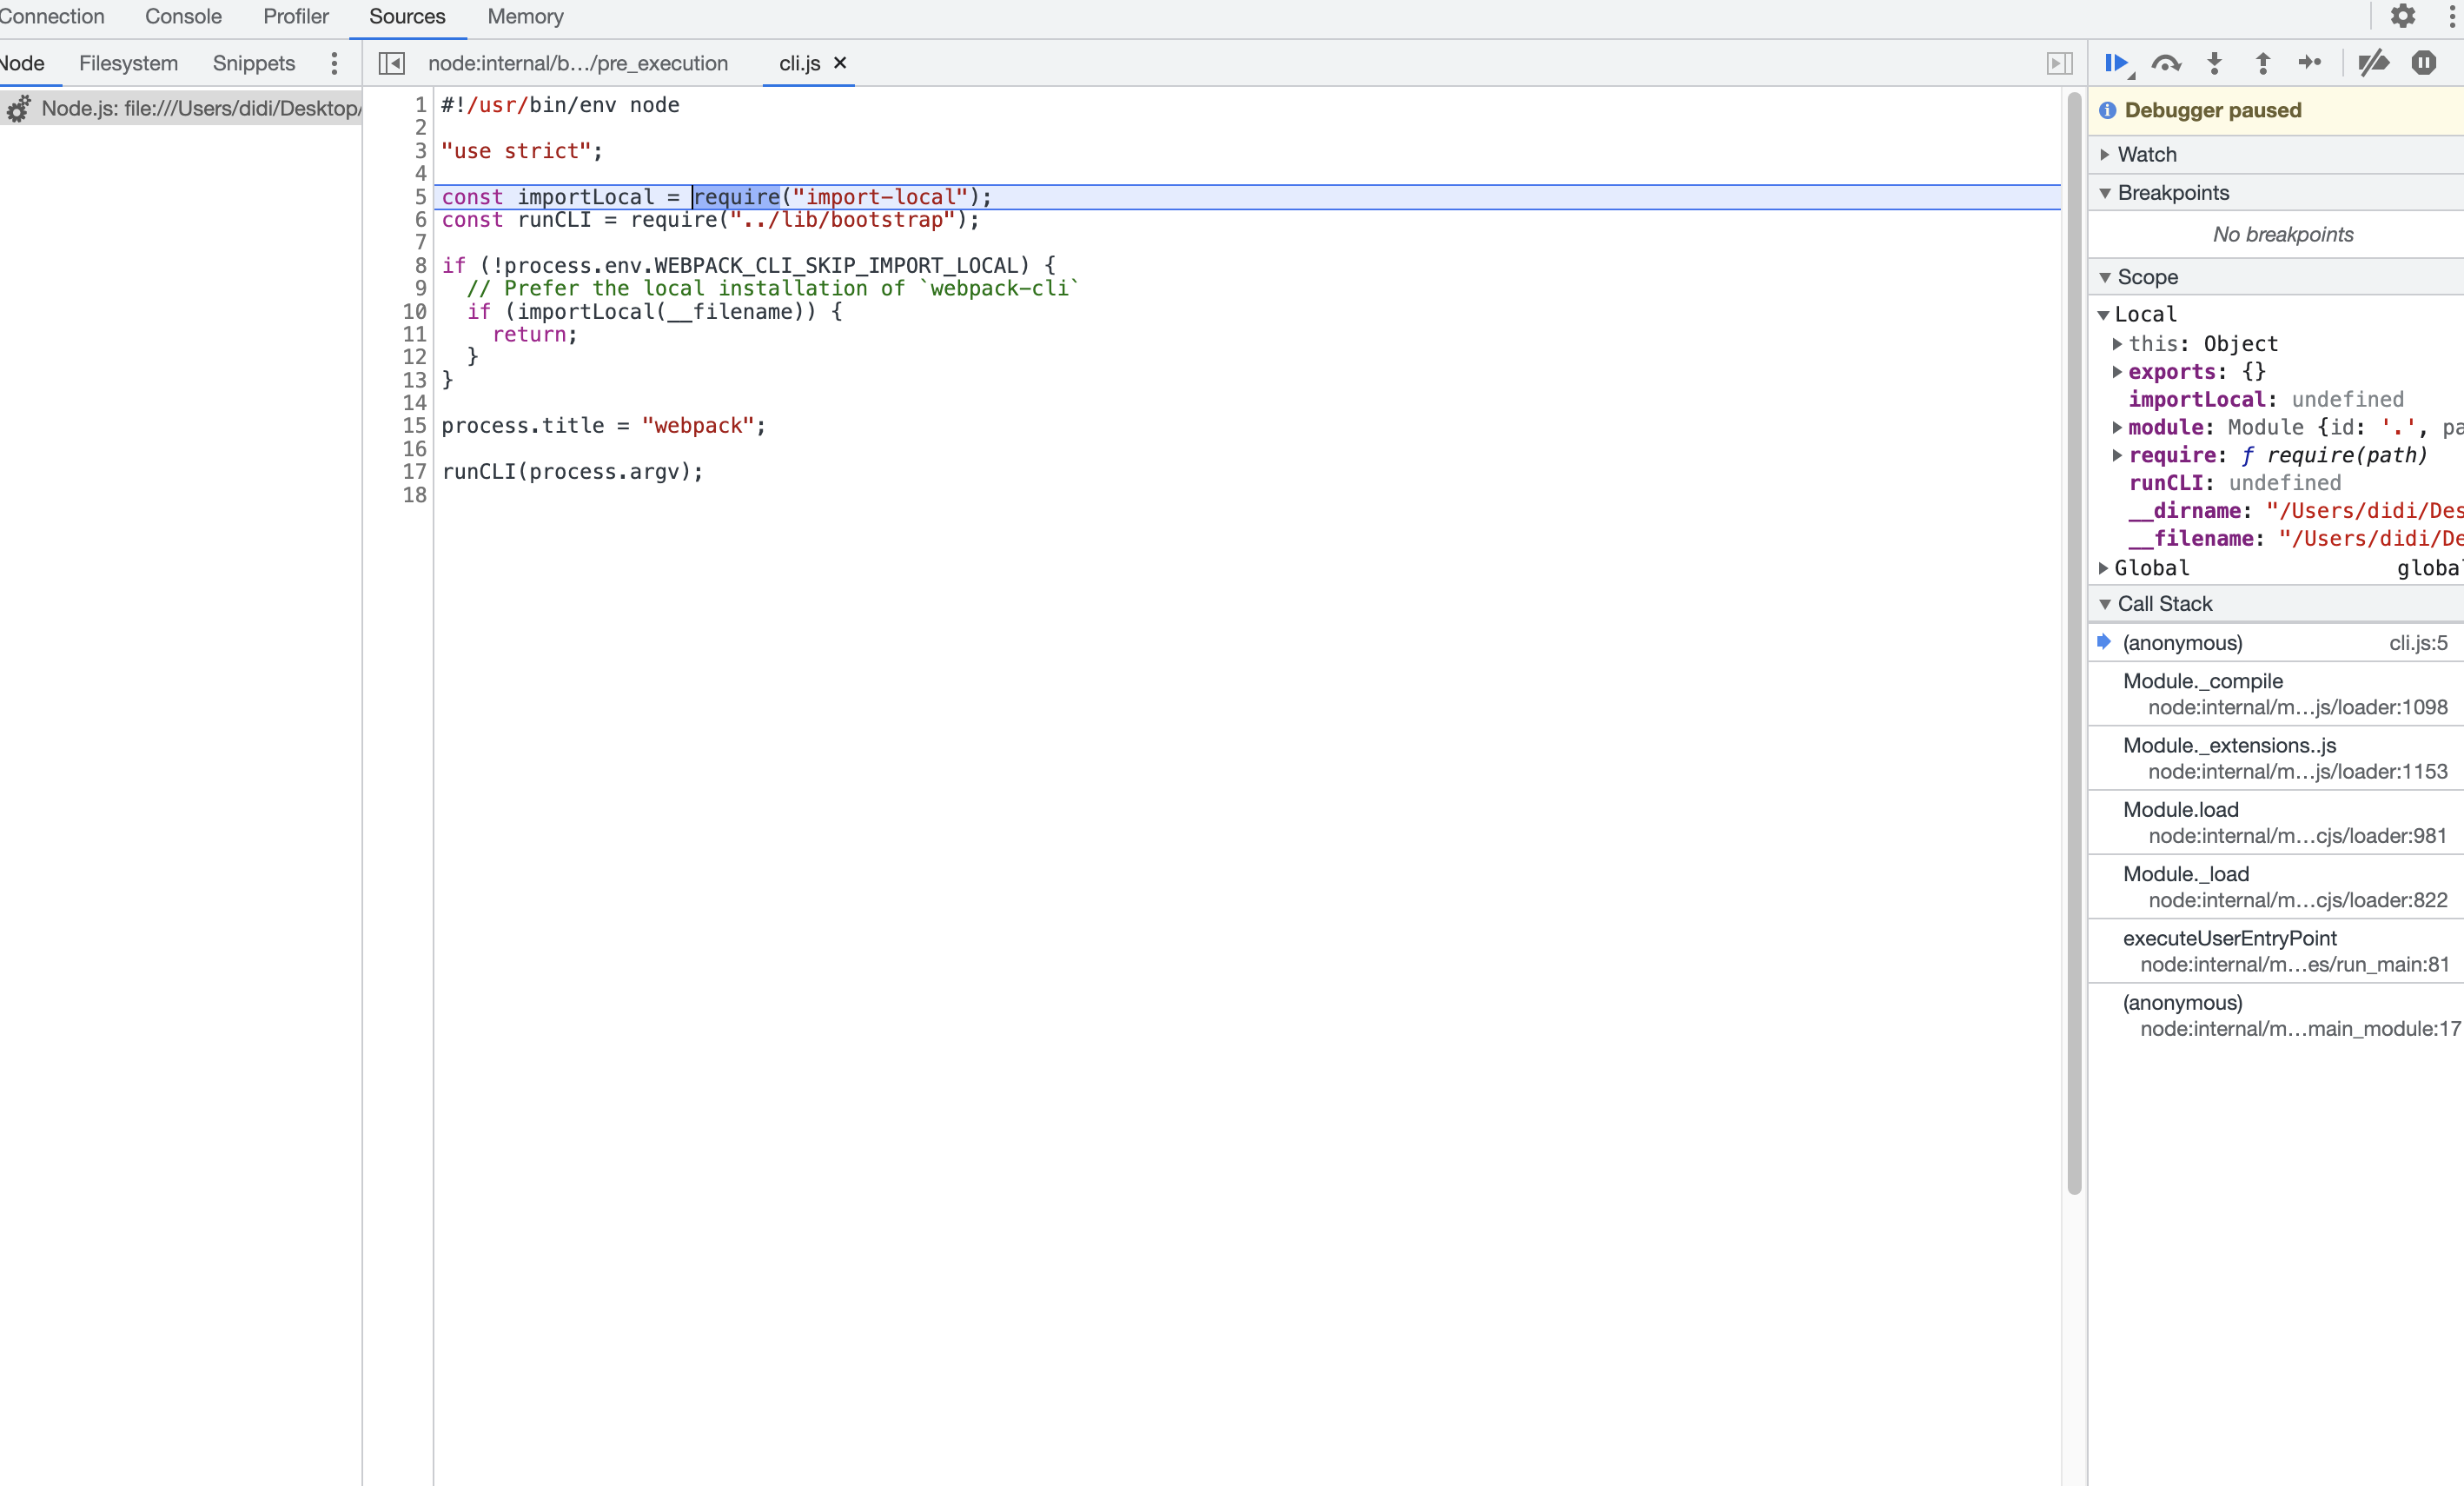 Connection Console Profiler Sources Memory
Node Filesystem Snippets node:internal/b…/pre_execution cli.js
Node.js: file:///Users/didi/Desktop/
1 #!/usr/bin/env node
2
3 "use strict";
4
5 const importLocal = require("import-local");
6 const runCLI = require("../lib/bootstrap");
7
8 if (!process.env.WEBPACK_CLI_SKIP_IMPORT_LOCAL) {
9 // Prefer the local installation of `webpack-cli`
10 if (importLocal(__filename)) {
11 return;
12 }
13 }
14
15 process.title = "webpack";
16
17 runCLI(process.argv);
18
Debugger paused
Watch
Breakpoints
No breakpoints
Scope
Local
this: Object
exports: {}
importLocal: undefined
module: Module {id: '.', pa
require: ƒ require(path)
runCLI: undefined
__dirname: "/Users/didi/Des
__filename: "/Users/didi/De
Global global
Call Stack
(anonymous) cli.js:5
Module._compile
node:internal/m…js/loader:1098
Module._extensions..js
node:internal/m…js/loader:1153
Module.load
node:internal/m…cjs/loader:981
Module._load
node:internal/m…cjs/loader:822
executeUserEntryPoint
node:internal/m…es/run_main:81
(anonymous)
node:internal/m…main_module:17